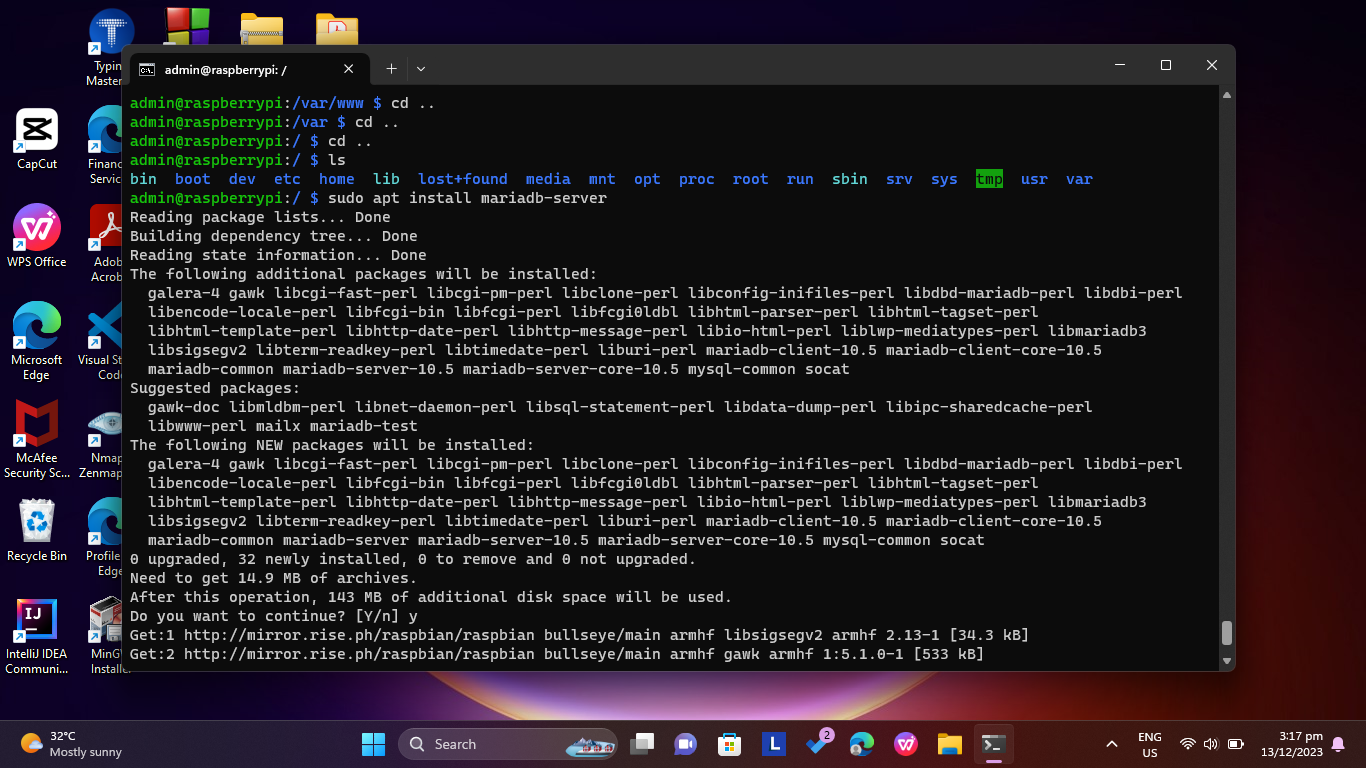 Typin
Master
CapCut
Financ
Servic
WPS Office
Adob
Acrob
Microsoft
Edge
Visual St
Code
McAfee
Security Sc...
Nmap
Zenmap
Recycle Bin
Profile
Edge
IJ
IntelliJ IDEA
Communi...
MinGW
Installe
admin@raspberrypi: /
admin@raspberrypi:/var/www $ cd ..
admin@raspberrypi:/var $ cd ..
admin@raspberrypi:/ $ cd ..
admin@raspberrypi:/ $ ls
bin boot dev etc home lib lost+found media mnt opt proc root run sbin srv sys tmp usr var
admin@raspberrypi:/ $ sudo apt install mariadb-server
Reading package lists... Done
Building dependency tree... Done
Reading state information... Done
The following additional packages will be installed:
galera-4 gawk libcgi-fast-perl libcgi-pm-perl libclone-perl libconfig-inifiles-perl libdbd-mariadb-perl libdbi-perl
libencode-locale-perl libfcgi-bin libfcgi-perl libfcgi0ldbl libhtml-parser-perl libhtml-tagset-perl
libhtml-template-perl libhttp-date-perl libhttp-message-perl libio-html-perl liblwp-mediatypes-perl libmariadb3
libsigsegv2 libterm-readkey-perl libtimedate-perl liburi-perl mariadb-client-10.5 mariadb-client-core-10.5
mariadb-common mariadb-server-10.5 mariadb-server-core-10.5 mysql-common socat
Suggested packages:
gawk-doc libmldbm-perl libnet-daemon-perl libsql-statement-perl libdata-dump-perl libipc-sharedcache-perl
libwww-perl mailx mariadb-test
The following NEW packages will be installed:
galera-4 gawk libcgi-fast-perl libcgi-pm-perl libclone-perl libconfig-inifiles-perl libdbd-mariadb-perl libdbi-perl
libencode-locale-perl libfcgi-bin libfcgi-perl libfcgi0ldbl libhtml-parser-perl libhtml-tagset-perl
libhtml-template-perl libhttp-date-perl libhttp-message-perl libio-html-perl liblwp-mediatypes-perl libmariadb3
libsigsegv2 libterm-readkey-perl libtimedate-perl liburi-perl mariadb-client-10.5 mariadb-client-core-10.5
mariadb-common mariadb-server mariadb-server-10.5 mariadb-server-core-10.5 mysql-common socat
0 upgraded, 32 newly installed, 0 to remove and 0 not upgraded.
Need to get 14.9 MB of archives.
After this operation, 143 MB of additional disk space will be used.
Do you want to continue? [Y/n] y
Get:1 http://mirror.rise.ph/raspbian/raspbian bullseye/main armhf libsigsegv2 armhf 2.13-1 [34.3 kB]
Get:2 http://mirror.rise.ph/raspbian/raspbian bullseye/main armhf gawk armhf 1:5.1.0-1 [533 kB]
32°C
Mostly sunny
Search
L
2
ENG
US
3:17 pm
13/12/2023